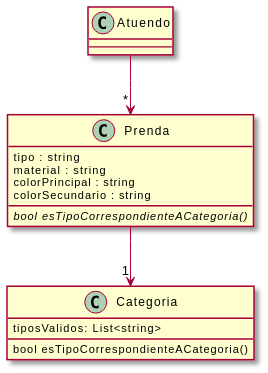 C Atuendo
*
C Prenda
tipo : string
material : string
colorPrincipal : string
colorSecundario : string
bool esTipoCorrespondienteACategoria()
1
C Categoria
tiposValidos: List<string>
bool esTipoCorrespondienteACategoria()